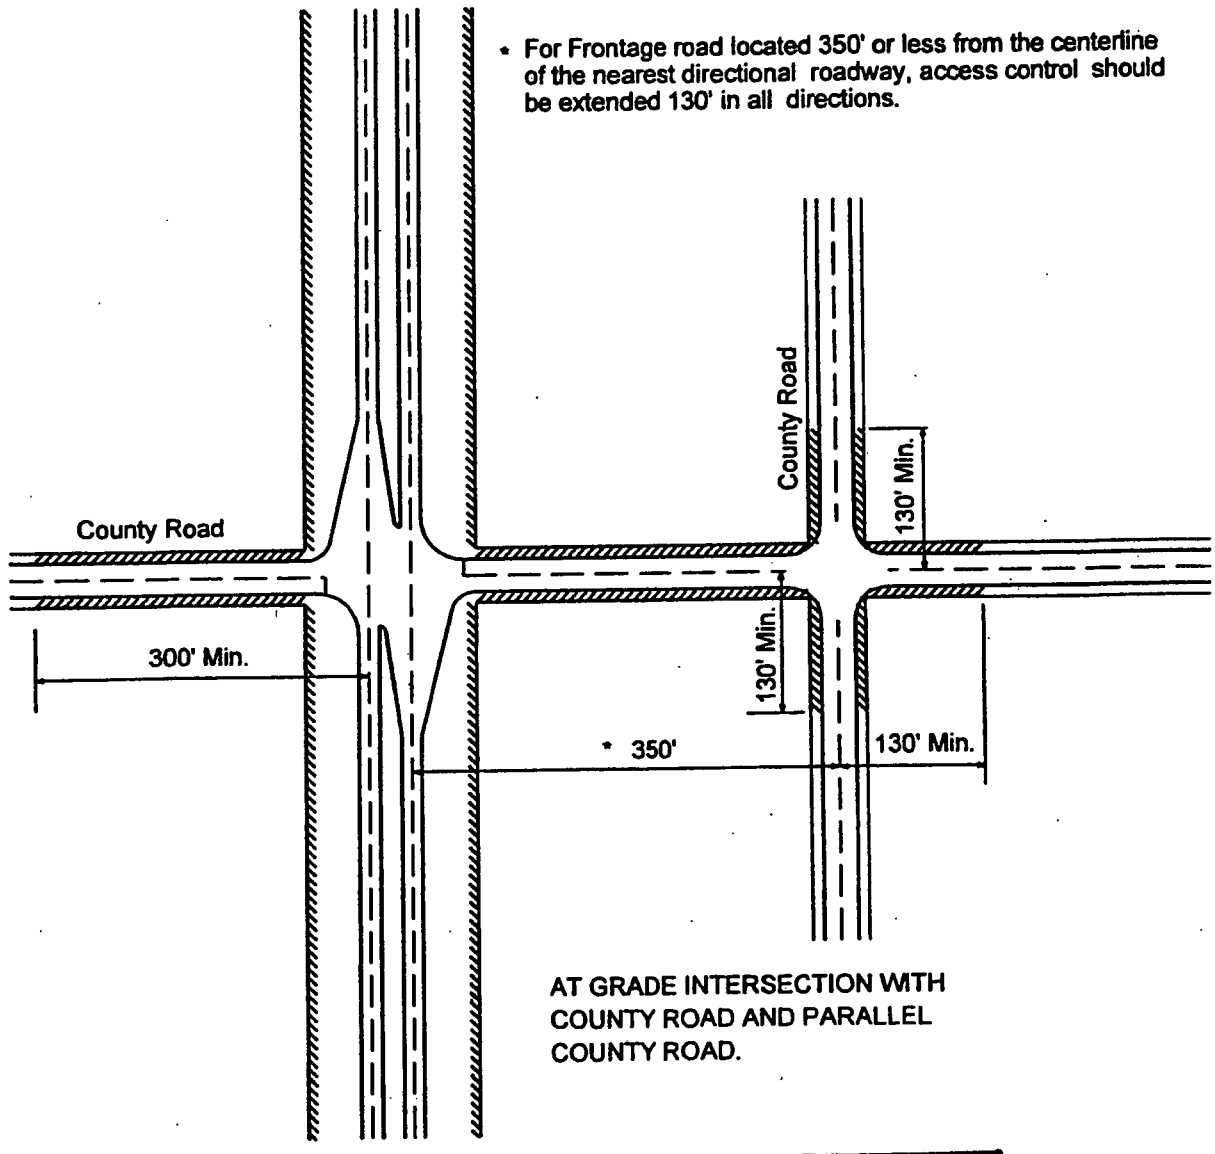 * For Frontage road located 350' or less from the centerline
of the nearest directional roadway, access control should
be extended 130' in all directions.
County Road
130' Min.
County Road
300' Min.
130' Min.
* 350'
130' Min.
AT GRADE INTERSECTION WITH
COUNTY ROAD AND PARALLEL
COUNTY ROAD.